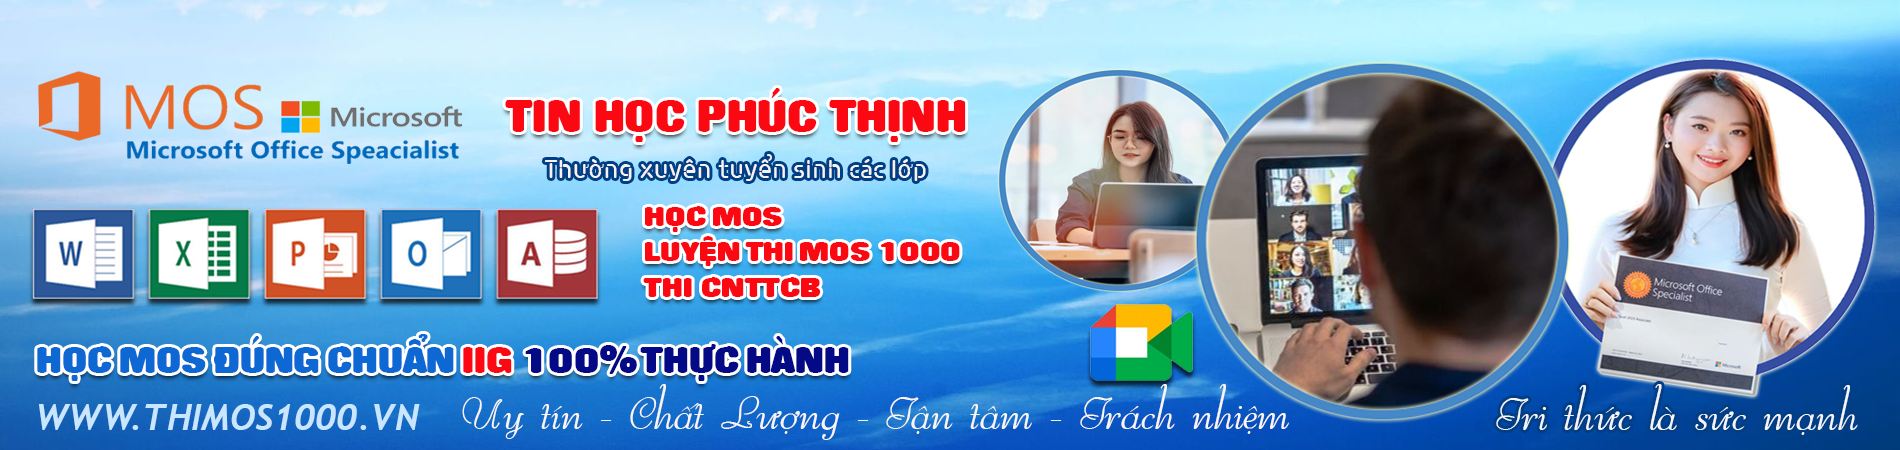 MOS
Microsoft
Microsoft Office Speacialist
TIN HỌC PHÚC THỊNH
Thường xuyên tuyển sinh các lớp
W
X
P
O
A
HỌC MOS
LUYỆN THI MOS 1000
THI CNTTCB
HỌC MOS ĐÚNG CHUẨN IIG 100% THỰC HÀNH
WWW.THIMOS1000.VN
Uy tín - Chất Lượng - Tận tâm - Trách nhiệm
Microsoft Office
Specialist
Microsoft
Tri thức là sức mạnh